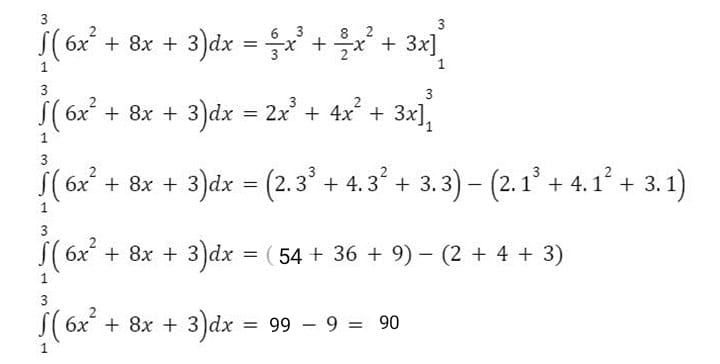 ∫₁³(6x² + 8x + 3)dx = 6/3x³ + 8/2x² + 3x]₁³
∫₁³(6x² + 8x + 3)dx = 2x³ + 4x² + 3x]₁³
∫₁³(6x² + 8x + 3)dx = (2.3³ + 4.3² + 3.3) − (2.1³ + 4.1² + 3.1)
∫₁³(6x² + 8x + 3)dx = (54 + 36 + 9) − (2 + 4 + 3)
∫₁³(6x² + 8x + 3)dx = 99 − 9 = 90